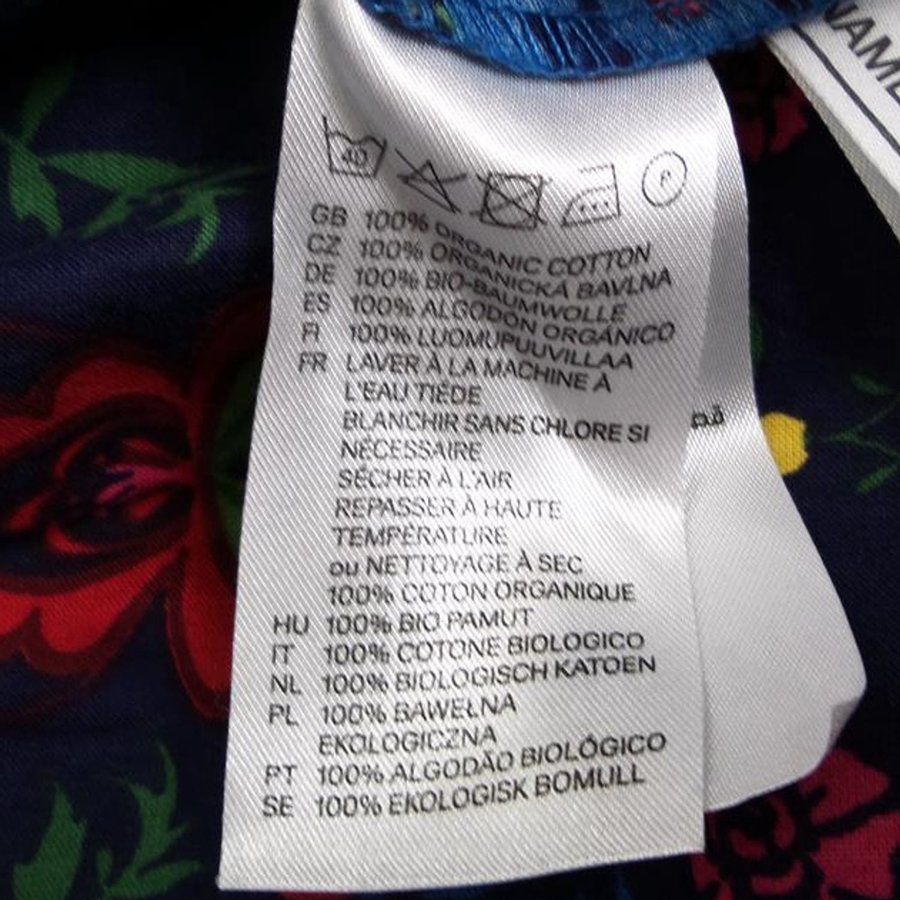 40
P
GB 100% ORGANIC COTTON
CZ 100% ORGANICKÁ BAVLNA
DE 100% BIO-BAUMWOLLE
ES 100% ALGODÓN ORGÁNICO
FI 100% LUOMUPUUVILLAA
FR LAVER À LA MACHINE À
L'EAU TIÈDE
BLANCHIR SANS CHLORE SI
NÉCESSAIRE
SÉCHER À L'AIR
REPASSER À HAUTE
TEMPÉRATURE
ou NETTOYAGE À SEC
100% COTON ORGANIQUE
HU 100% BIO PAMUT
IT 100% COTONE BIOLOGICO
NL 100% BIOLOGISCH KATOEN
PL 100% BAWEŁNA
EKOLOGICZNA
PT 100% ALGODÃO BIOLÓGICO
SE 100% EKOLOGISK BOMULL